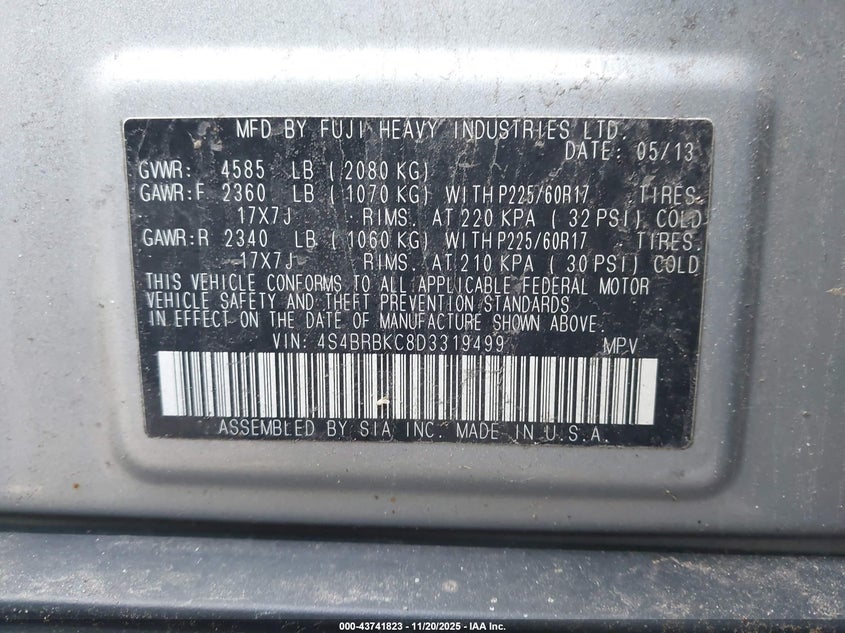 MFD BY FUJI HEAVY INDUSTRIES LTD.
DATE: 05/13
GVWR: 4585 LB (2080 KG)
GAWR:F 2360 LB (1070 KG) WITH P225/60R17 TIRES.
17X7J RIMS. AT 220 KPA (32 PSI) COLD
GAWR:R 2340 LB (1060 KG) WITH P225/60R17 TIRES.
17X7J RIMS. AT 210 KPA (30 PSI) COLD
THIS VEHICLE CONFORMS TO ALL APPLICABLE FEDERAL MOTOR
VEHICLE SAFETY AND THEFT PREVENTION STANDARDS
IN EFFECT ON THE DATE OF MANUFACTURE SHOWN ABOVE.
VIN: 4S4BRBKC8D3319499 MPV
ASSEMBLED BY SIA INC. MADE IN U.S.A.
000-43741823 - 11/20/2025 - IAA Inc.